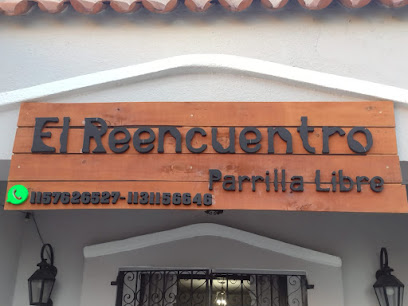 El Reencuentro
Parrilla Libre
1157626527-1131156646